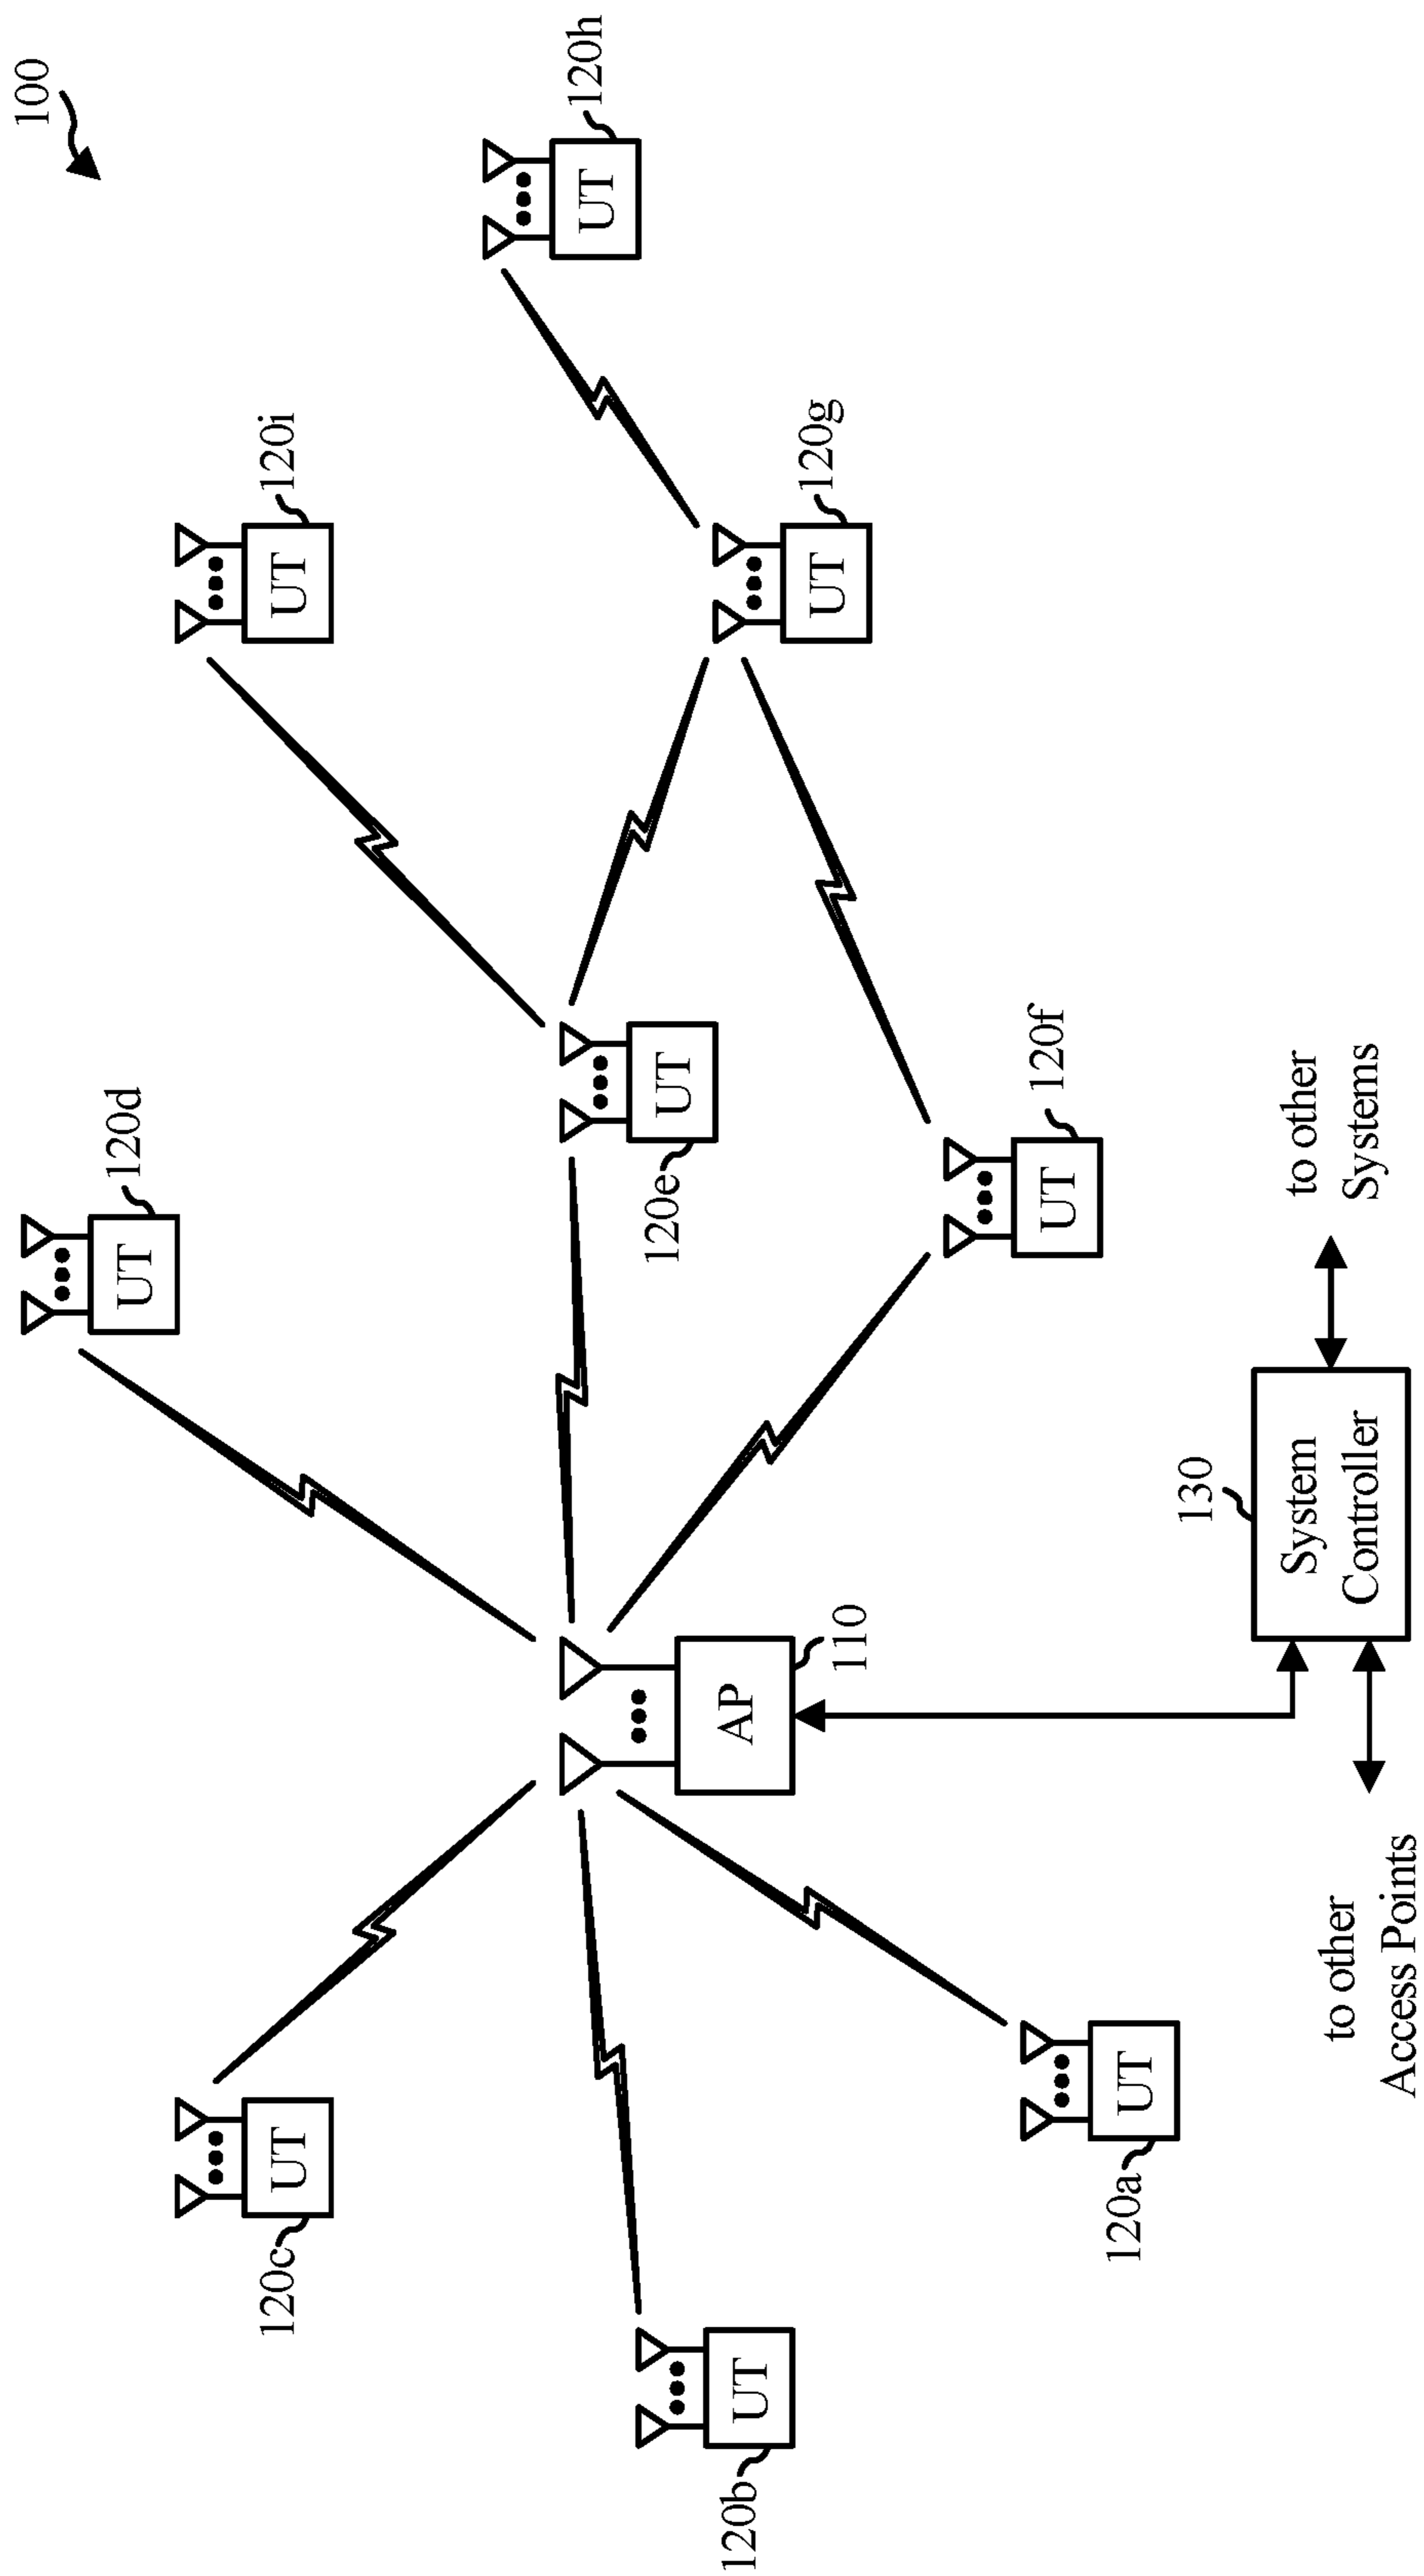 100
120d
UT
120i
UT
120c
UT
120h
UT
120e
UT
AP
110
120g
UT
120b
UT
120f
UT
120a
UT
130
System
Controller
to other
Systems
to other
Access Points